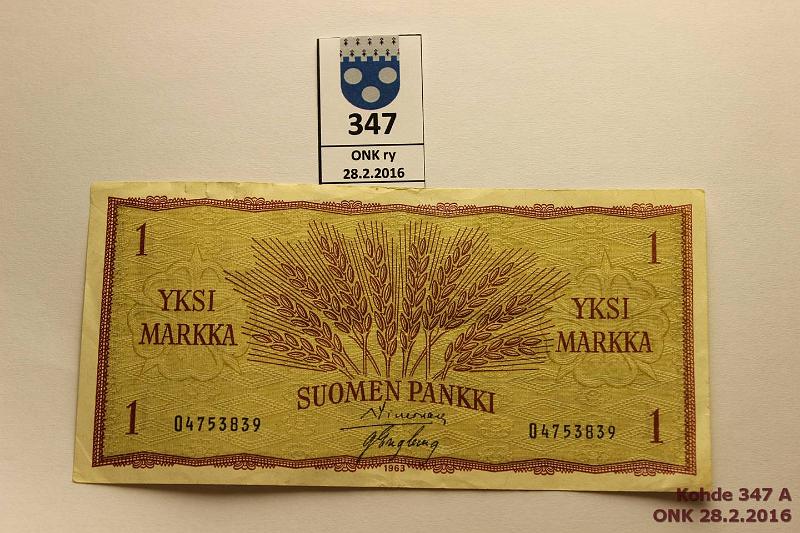 347
ONK ry
28.2.2016
1
1
YKSI
MARKKA
YKSI
MARKKA
SUOMEN PANKKI
1
04753839
04753839
1
1963
Kohde 347 A
ONK 28.2.2016